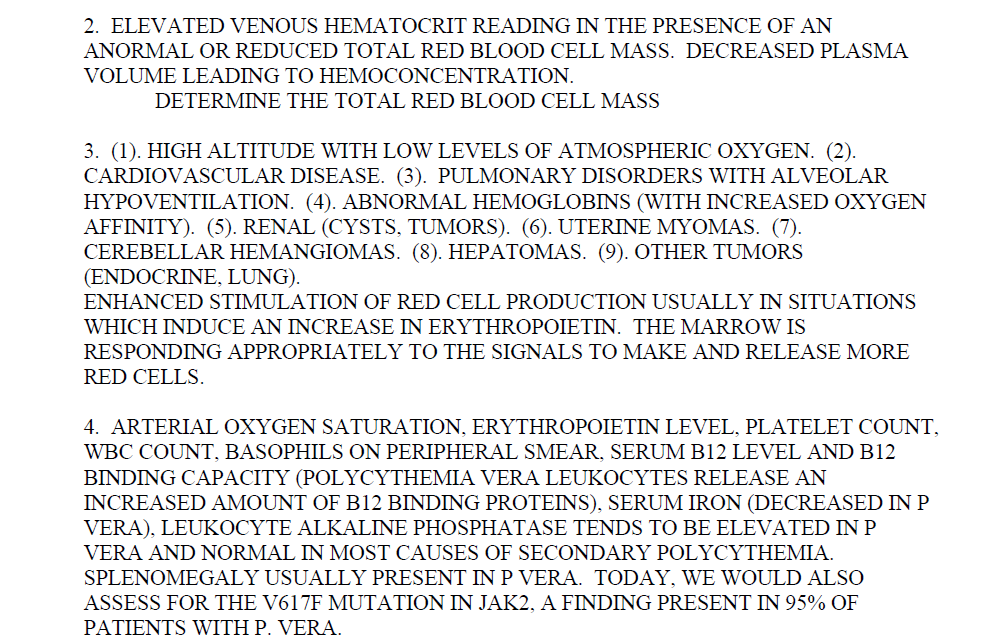 2. ELEVATED VENOUS HEMATOCRIT READING IN THE PRESENCE OF AN
ANORMAL OR REDUCED TOTAL RED BLOOD CELL MASS. DECREASED PLASMA
VOLUME LEADING TO HEMOCONCENTRATION.
DETERMINE THE TOTAL RED BLOOD CELL MASS
3. (1). HIGH ALTITUDE WITH LOW LEVELS OF ATMOSPHERIC OXYGEN. (2).
CARDIOVASCULAR DISEASE. (3). PULMONARY DISORDERS WITH ALVEOLAR
HYPOVENTILATION. (4). ABNORMAL HEMOGLOBINS (WITH INCREASED OXYGEN
AFFINITY). (5). RENAL (CYSTS, TUMORS). (6). UTERINE MYOMAS. (7).
CEREBELLAR HEMANGIOMAS. (8). HEPATOMAS. (9). OTHER TUMORS
(ENDOCRINE, LUNG).
ENHANCED STIMULATION OF RED CELL PRODUCTION USUALLY IN SITUATIONS
WHICH INDUCE AN INCREASE IN ERYTHROPOIETIN. THE MARROW IS
RESPONDING APPROPRIATELY TO THE SIGNALS TO MAKE AND RELEASE MORE
RED CELLS.
4. ARTERIAL OXYGEN SATURATION, ERYTHROPOIETIN LEVEL, PLATELET COUNT,
WBC COUNT, BASOPHILS ON PERIPHERAL SMEAR, SERUM B12 LEVEL AND B12
BINDING CAPACITY (POLYCYTHEMIA VERA LEUKOCYTES RELEASE AN
INCREASED AMOUNT OF B12 BINDING PROTEINS), SERUM IRON (DECREASED IN P
VERA), LEUKOCYTE ALKALINE PHOSPHATASE TENDS TO BE ELEVATED IN P
VERA AND NORMAL IN MOST CAUSES OF SECONDARY POLYCYTHEMIA.
SPLENOMEGALY USUALLY PRESENT IN P VERA. TODAY, WE WOULD ALSO
ASSESS FOR THE V617F MUTATION IN JAK2, A FINDING PRESENT IN 95% OF
PATIENTS WITH P. VERA.